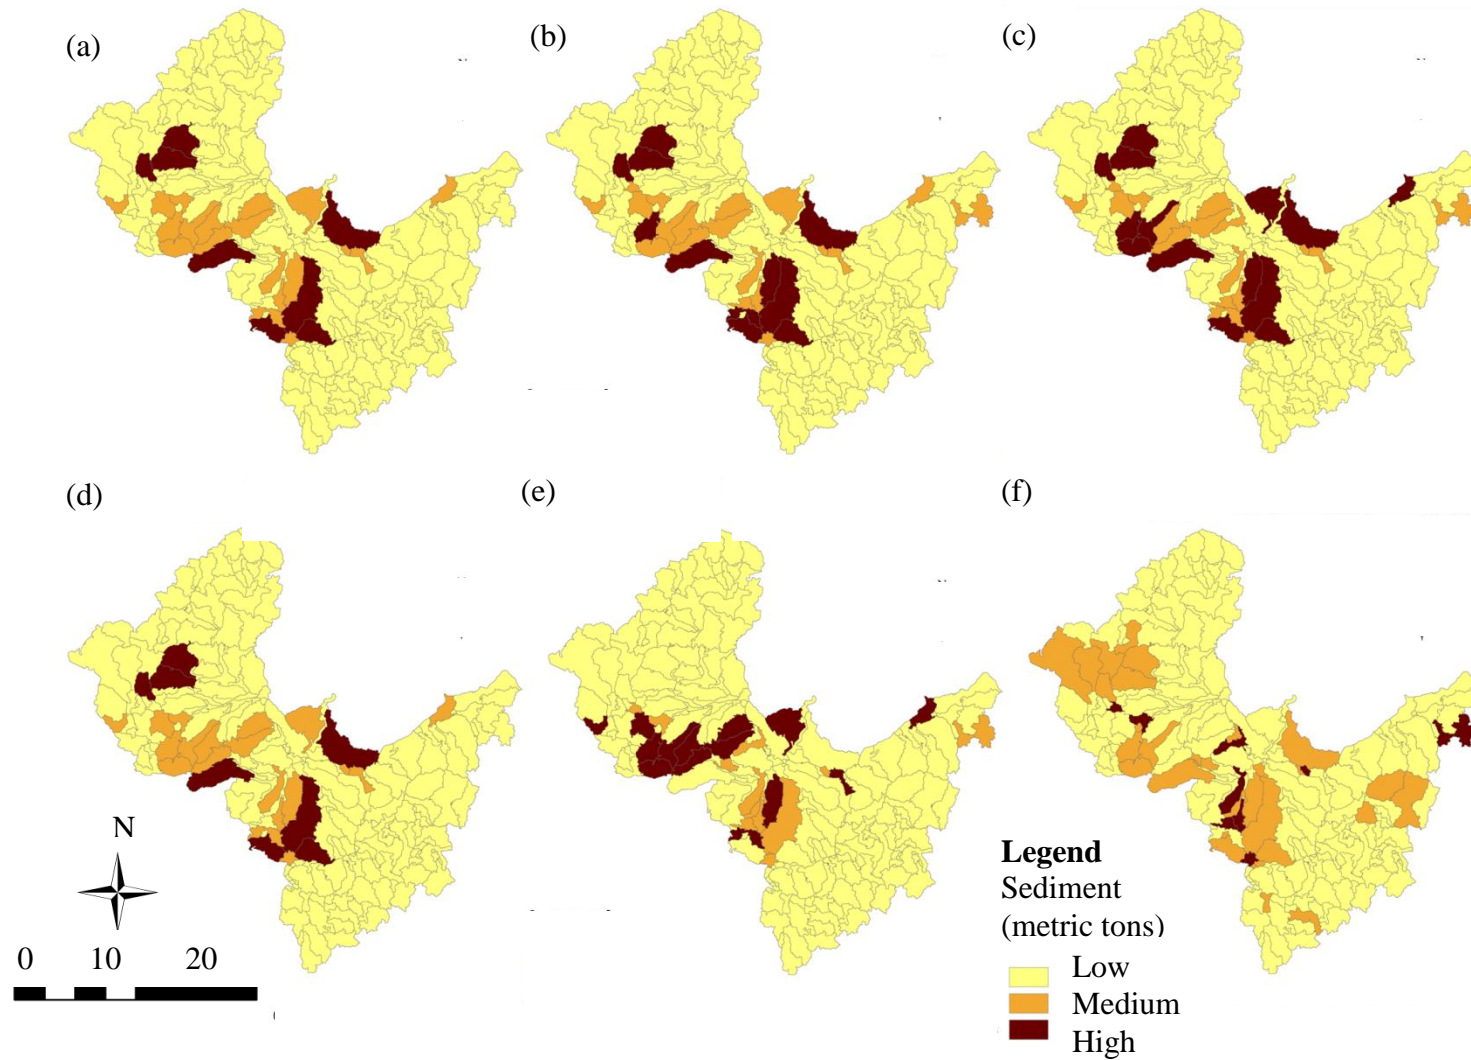 (a)
(b)
(c)
(d)
(e)
(f)
N
0 10 20
Legend
Sediment
(metric tons)
Low
Medium
High